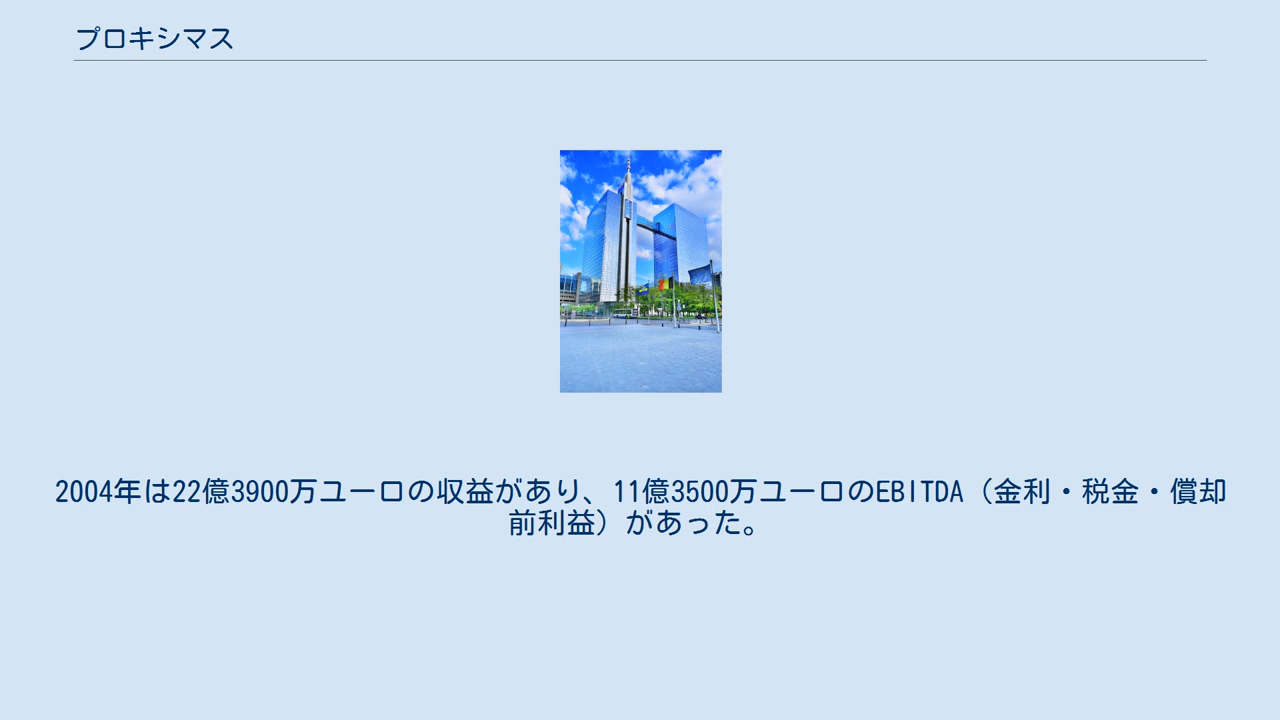 プロキシマス
2004年は22億3900万ユーロの収益があり、11億3500万ユーロのEBITDA（金利・税金・償却
前利益）があった。